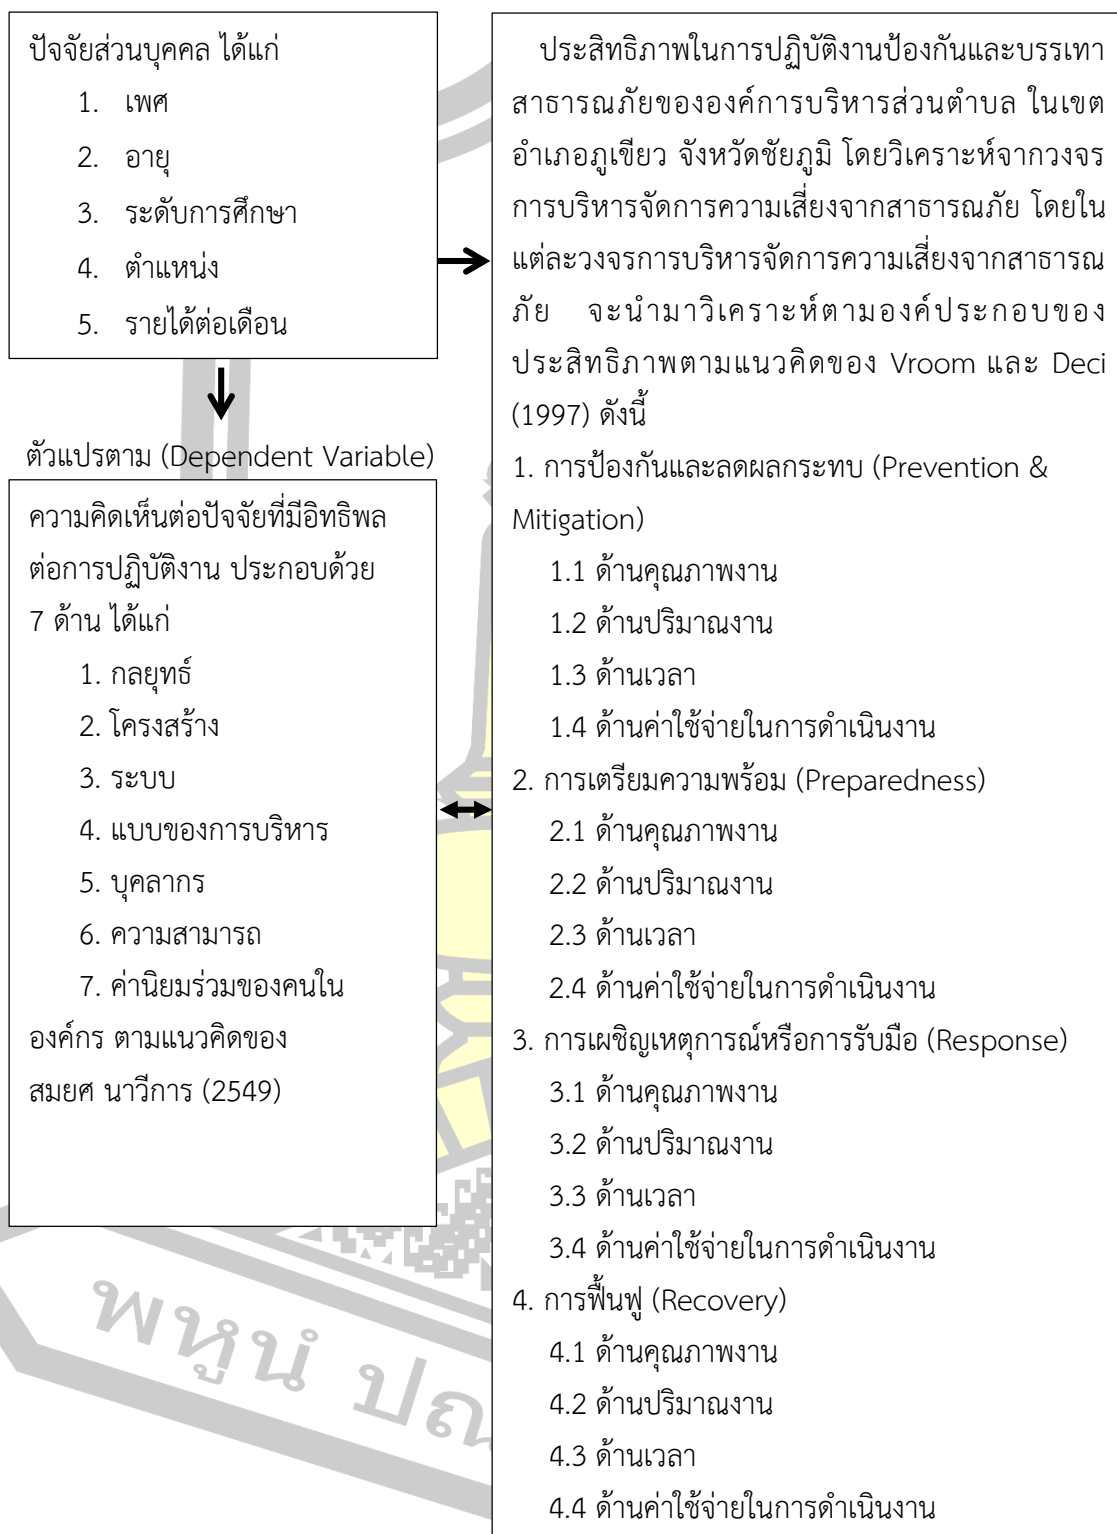 ปัจจัยส่วนบุคคล ได้แก่
1. เพศ
2. อายุ
3. ระดับการศึกษา
4. ตำแหน่ง
5. รายได้ต่อเดือน
ตัวแปรตาม (Dependent Variable)
ความคิดเห็นต่อปัจจัยที่มีอิทธิพล
ต่อการปฏิบัติงาน ประกอบด้วย
7 ด้าน ได้แก่
1. กลยุทธ์
2. โครงสร้าง
3. ระบบ
4. แบบของการบริหาร
5. บุคลากร
6. ความสามารถ
7. ค่านิยมร่วมของคนใน
องค์กร ตามแนวคิดของ
สมยศ นาวีการ (2549)
ประสิทธิภาพในการปฏิบัติงานป้องกันและบรรเทา
สาธารณภัยขององค์การบริหารส่วนตำบล ในเขต
อำเภอภูเขียว จังหวัดชัยภูมิ โดยวิเคราะห์จากวงจร
การบริหารจัดการความเสี่ยงจากสาธารณภัย โดยใน
แต่ละวงจรการบริหารจัดการความเสี่ยงจากสาธารณ
ภัย จะนำมาวิเคราะห์ตามองค์ประกอบของ
ประสิทธิภาพตามแนวคิดของ Vroom และ Deci
(1997) ดังนี้
1. การป้องกันและลดผลกระทบ (Prevention &
Mitigation)
1.1 ด้านคุณภาพงาน
1.2 ด้านปริมาณงาน
1.3 ด้านเวลา
1.4 ด้านค่าใช้จ่ายในการดำเนินงาน
2. การเตรียมความพร้อม (Preparedness)
2.1 ด้านคุณภาพงาน
2.2 ด้านปริมาณงาน
2.3 ด้านเวลา
2.4 ด้านค่าใช้จ่ายในการดำเนินงาน
3. การเผชิญเหตุการณ์หรือการรับมือ (Response)
3.1 ด้านคุณภาพงาน
3.2 ด้านปริมาณงาน
3.3 ด้านเวลา
3.4 ด้านค่าใช้จ่ายในการดำเนินงาน
4. การฟื้นฟู (Recovery)
4.1 ด้านคุณภาพงาน
4.2 ด้านปริมาณงาน
4.3 ด้านเวลา
4.4 ด้านค่าใช้จ่ายในการดำเนินงาน
พหูนํ